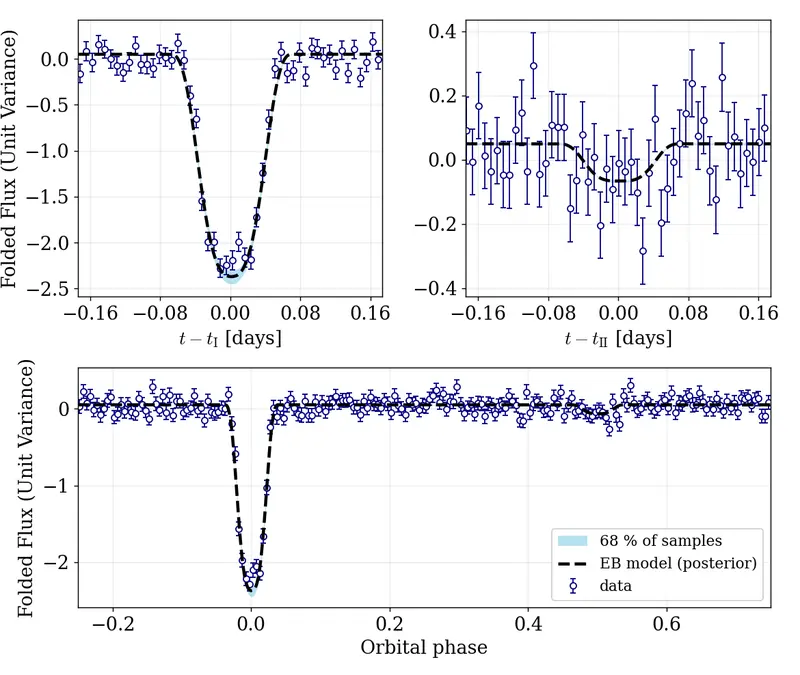 Folded Flux (Unit Variance)
0.0
−0.5
−1.0
−1.5
−2.0
−2.5
−0.16 −0.08 0.00 0.08 0.16
t − t_I [days]
0.4
0.2
0.0
−0.2
−0.4
−0.16 −0.08 0.00 0.08 0.16
t − t_II [days]
Folded Flux (Unit Variance)
0
−1
−2
68 % of samples
EB model (posterior)
data
−0.2 0.0 0.2 0.4 0.6
Orbital phase